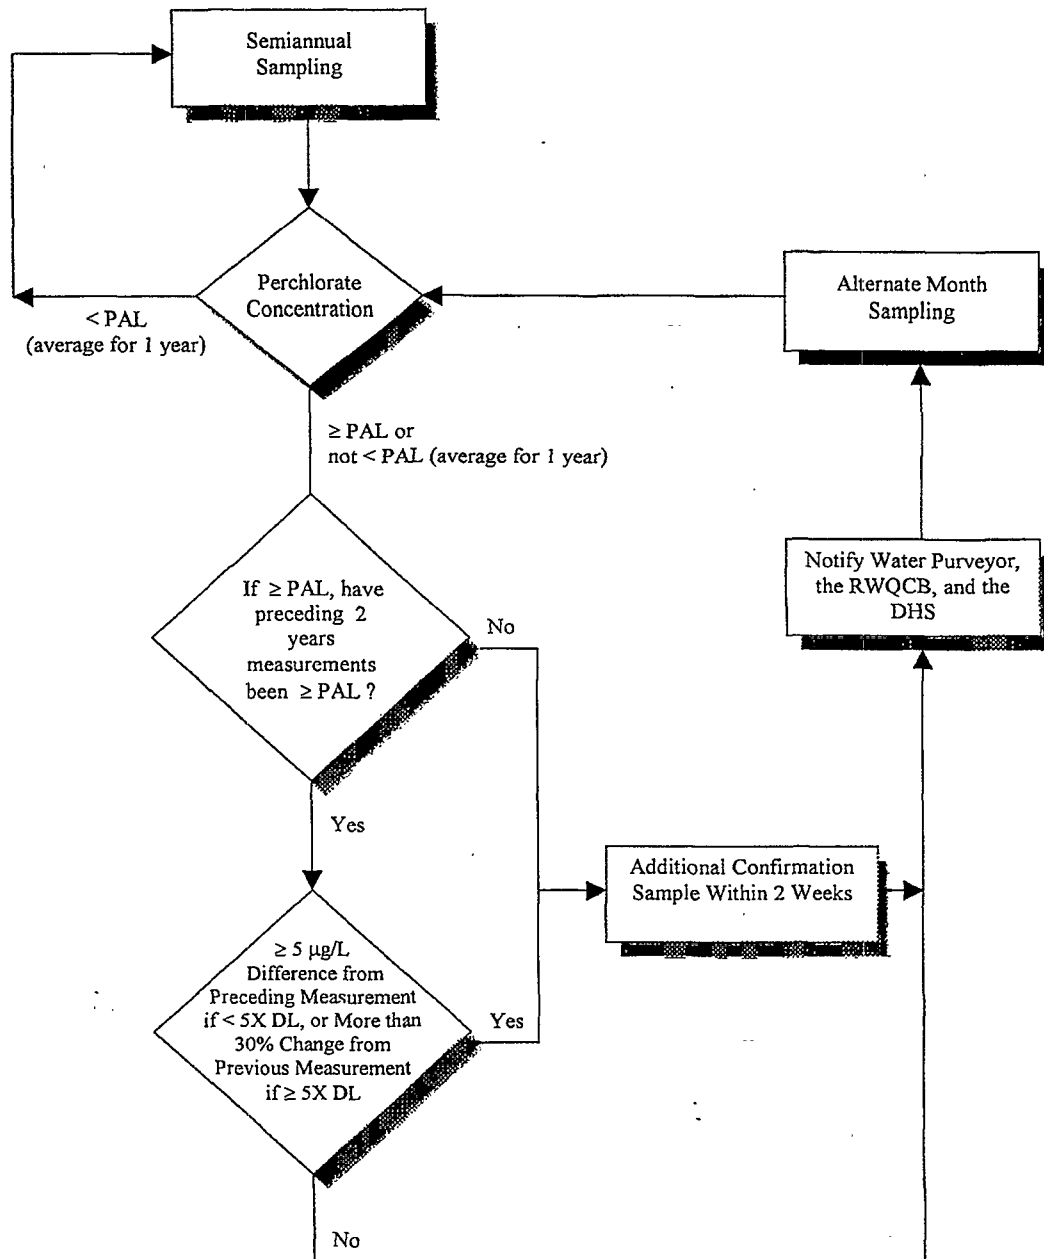 Semiannual
Sampling
Perchlorate
Concentration
Alternate Month
Sampling
< PAL
(average for 1 year)
≥ PAL or
not < PAL (average for 1 year)
Notify Water Purveyor,
the RWQCB, and the
DHS
If ≥ PAL, have
preceding 2
years
measurements
been ≥ PAL ?
No
Yes
Additional Confirmation
Sample Within 2 Weeks
≥ 5 µg/L
Difference from
Preceding Measurement
if < 5X DL, or More than
30% Change from
Previous Measurement
if ≥ 5X DL
Yes
No